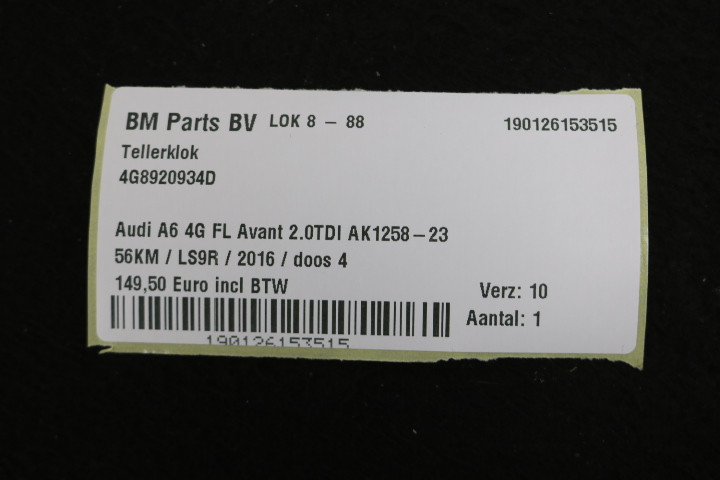 BM Parts BV LOK 8 – 88 190126153515
Tellerklok
4G8920934D
Audi A6 4G FL Avant 2.0TDI AK1258–23
56KM / LS9R / 2016 / doos 4
149,50 Euro incl BTW Verz: 10
Aantal: 1
190126153515